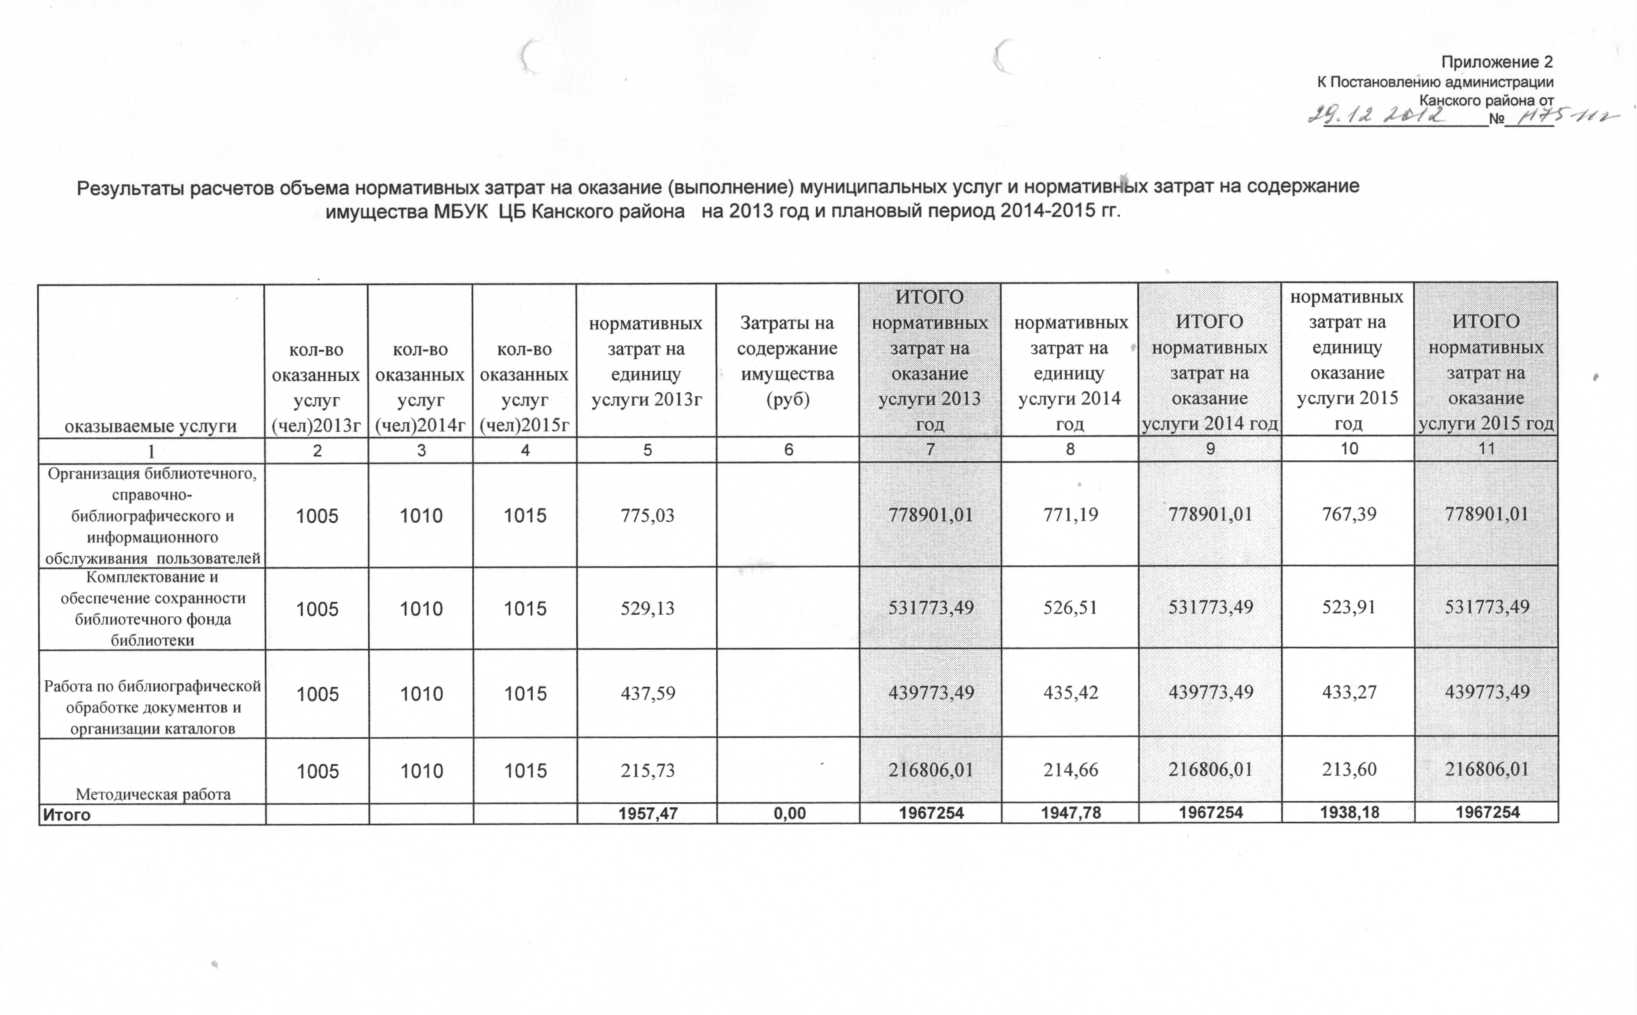 Приложение 2
К Постановлению администрации
Канского района от
29.12 2012 №
Результаты расчетов объема нормативных затрат на оказание (выполнение) муниципальных услуг и нормативных затрат на содержание
имущества МБУК ЦБ Канского района на 2013 год и плановый период 2014-2015 гг.
оказываемые услуги
кол-во
оказанных
услуг
(чел)2013г
кол-во
оказанных
услуг
(чел)2014г
кол-во
оказанных
услуг
(чел)2015г
нормативных
затрат на
единицу
услуги 2013г
Затраты на
содержание
имущества
(руб)
ИТОГО
нормативных
затрат на
оказание
услуги 2013
год
нормативных
затрат на
единицу
услуги 2014
год
ИТОГО
нормативных
затрат на
оказание
услуги 2014 год
нормативных
затрат на
единицу
оказание
услуги 2015
год
ИТОГО
нормативных
затрат на
оказание
услуги 2015 год
1 2 3 4 5 6 7 8 9 10 11
Организация библиотечного,
справочно-
библиографического и
информационного
обслуживания пользователей
1005 1010 1015 775,03 778901,01 771,19 778901,01 767,39 778901,01
Комплектование и
обеспечение сохранности
библиотечного фонда
библиотеки
1005 1010 1015 529,13 531773,49 526,51 531773,49 523,91 531773,49
Работа по библиографической
обработке документов и
организации каталогов
1005 1010 1015 437,59 439773,49 435,42 439773,49 433,27 439773,49
Методическая работа
1005 1010 1015 215,73 216806,01 214,66 216806,01 213,60 216806,01
Итого 1957,47 0,00 1967254 1947,78 1967254 1938,18 1967254